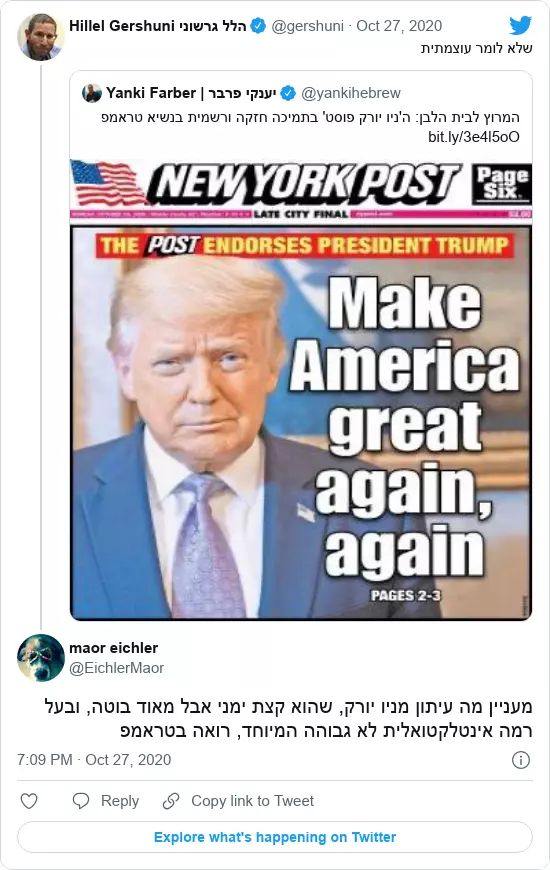 Hillel Gershuni הלל גרשוני @gershuni · Oct 27, 2020
שלא לומר עוצמתית
Yanki Farber | יענקי פרבר @yankihebrew
המרוץ לבית הלבן: ה'ניו יורק פוסט' בתמיכה חזקה ורשמית בנשיא טראמפ
bit.ly/3e4l5oO
NEW YORK POST
Page
Six.
LATE CITY FINAL
THE POST ENDORSES PRESIDENT TRUMP
Make
America
great
again,
again
PAGES 2-3
maor eichler
@EichlerMaor
מעניין מה עיתון מניו יורק, שהוא קצת ימני אבל מאוד בוטה, ובעל
רמה אינטלקטואלית לא גבוהה המיוחד, רואה בטראמפ
7:09 PM · Oct 27, 2020
Reply
Copy link to Tweet
Explore what's happening on Twitter